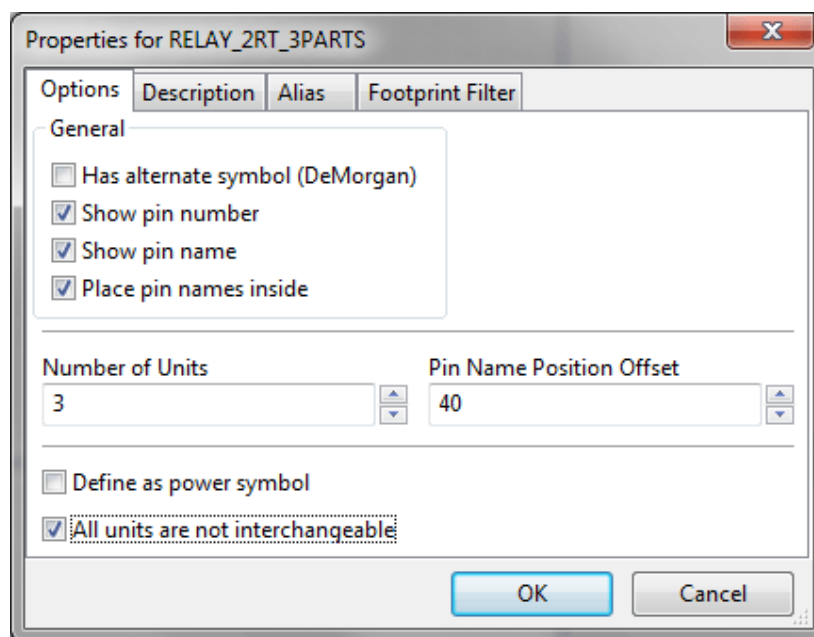 Properties for RELAY_2RT_3PARTS
Options Description Alias Footprint Filter
General
Has alternate symbol (DeMorgan)
Show pin number
Show pin name
Place pin names inside
Number of Units Pin Name Position Offset
3 40
Define as power symbol
All units are not interchangeable
OK Cancel